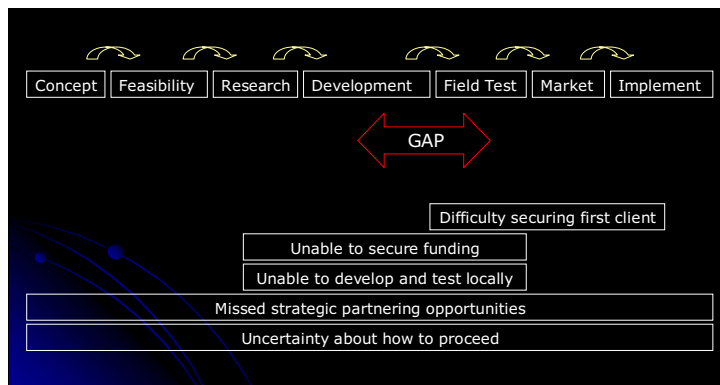 Concept Feasibility Research Development Field Test Market Implement
GAP
Difficulty securing first client
Unable to secure funding
Unable to develop and test locally
Missed strategic partnering opportunities
Uncertainty about how to proceed